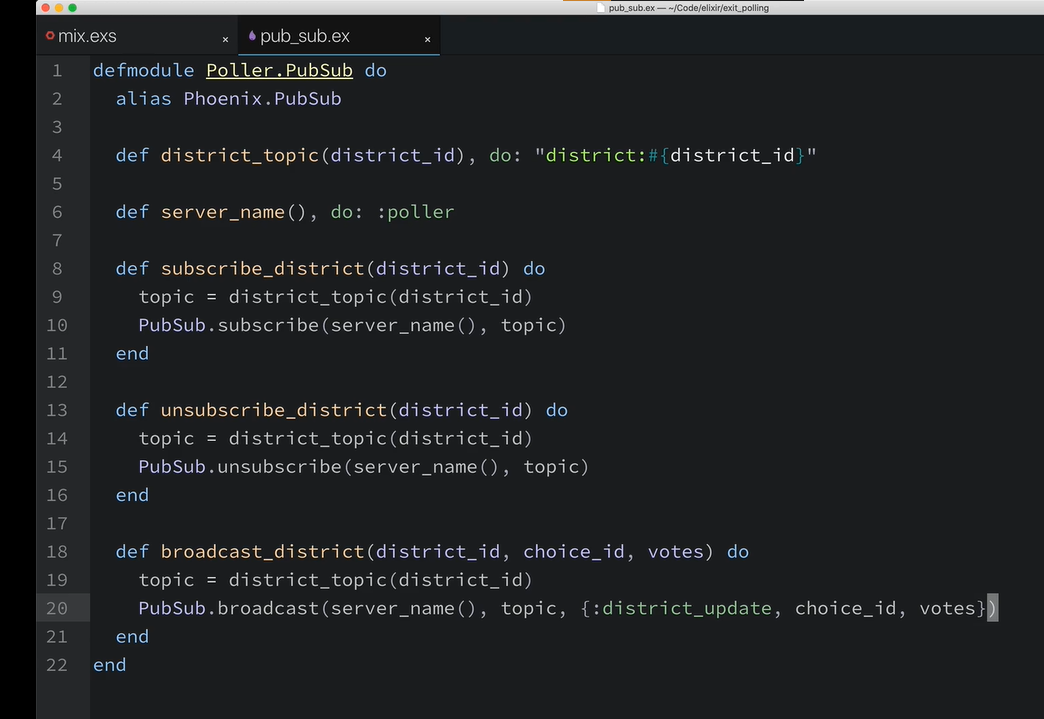 pub_sub.ex — ~/Code/elixir/exit_polling
mix.exs × pub_sub.ex ×
1 defmodule Poller.PubSub do
2   alias Phoenix.PubSub
3
4   def district_topic(district_id), do: "district:#{district_id}"
5
6   def server_name(), do: :poller
7
8   def subscribe_district(district_id) do
9     topic = district_topic(district_id)
10     PubSub.subscribe(server_name(), topic)
11   end
12
13   def unsubscribe_district(district_id) do
14     topic = district_topic(district_id)
15     PubSub.unsubscribe(server_name(), topic)
16   end
17
18   def broadcast_district(district_id, choice_id, votes) do
19     topic = district_topic(district_id)
20     PubSub.broadcast(server_name(), topic, {:district_update, choice_id, votes})
21   end
22 end